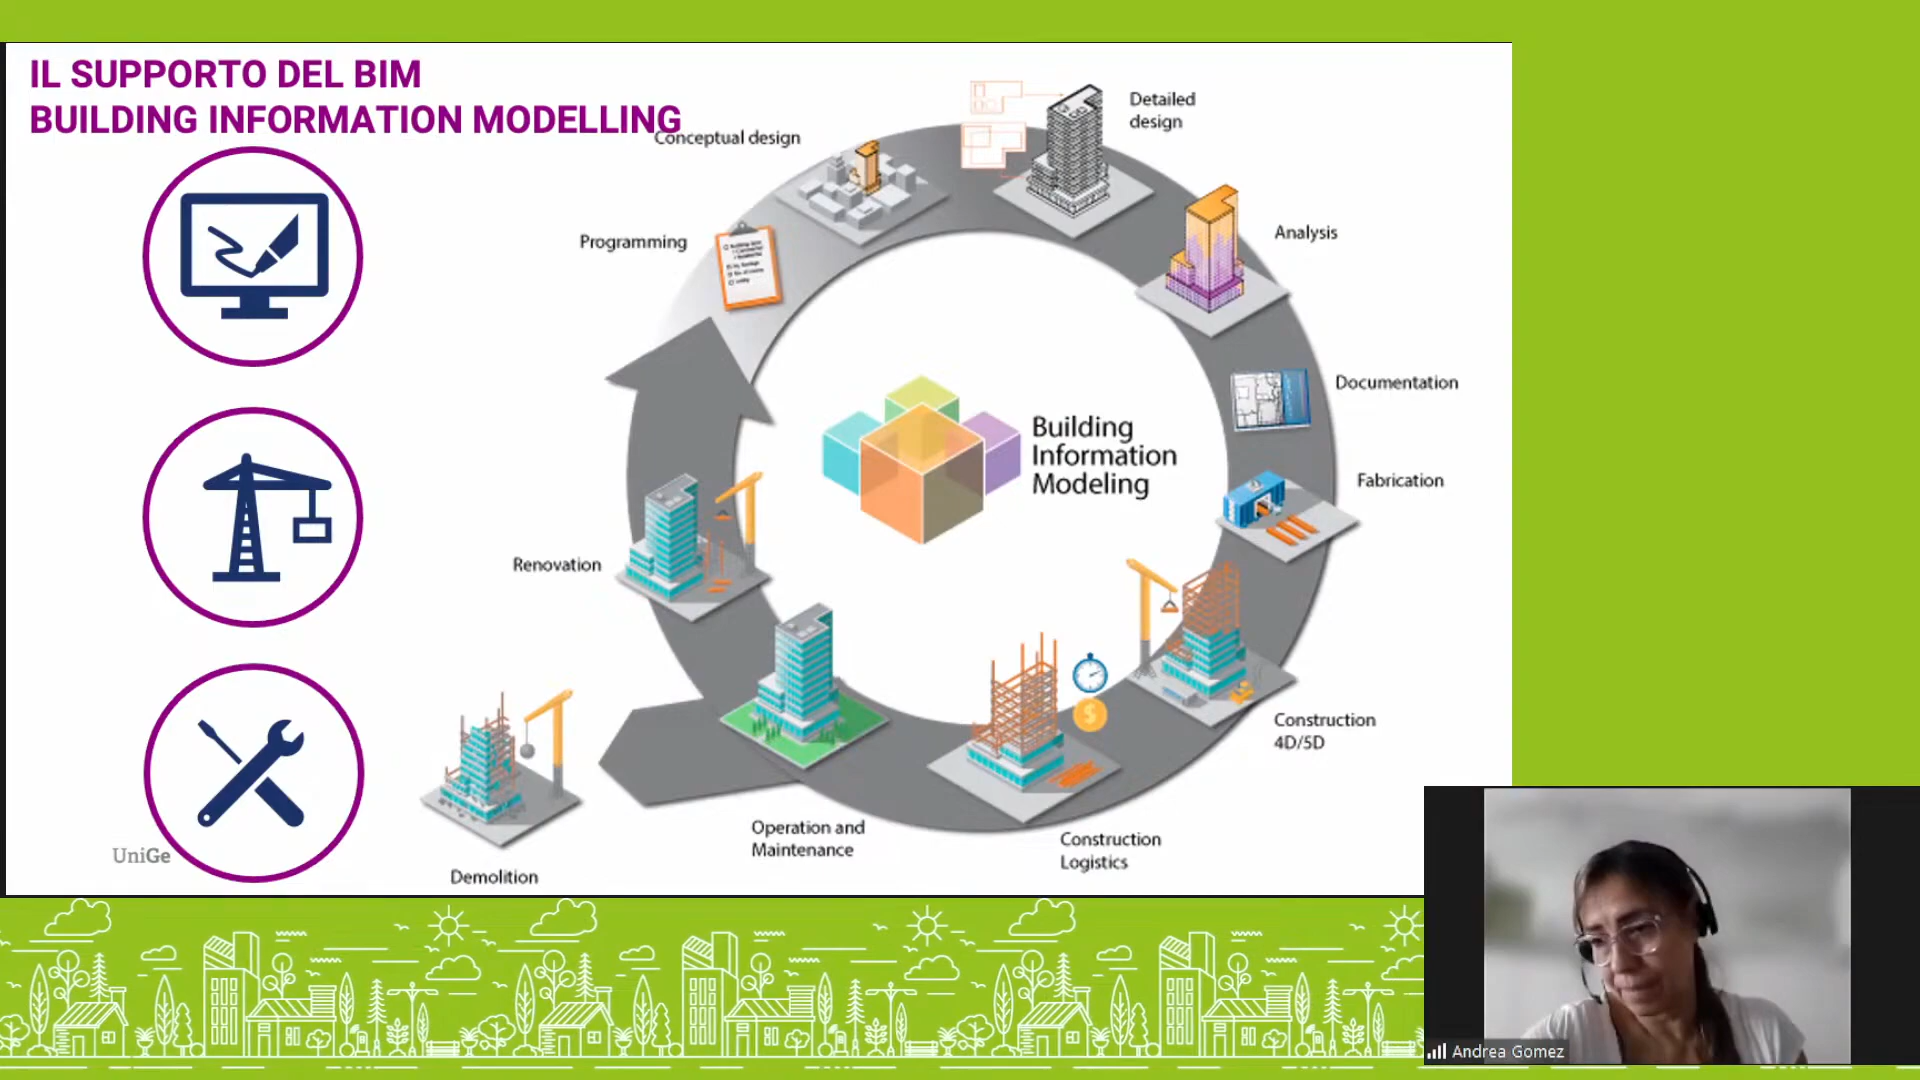 IL SUPPORTO DEL BIM
BUILDING INFORMATION MODELLING
Conceptual design
Detailed
design
Programming
Analysis
Documentation
Building
Information
Modeling
Fabrication
Renovation
Construction
4D/5D
$
Operation and
Maintenance
Construction
Logistics
UniGe
Demolition
Andrea Gomez